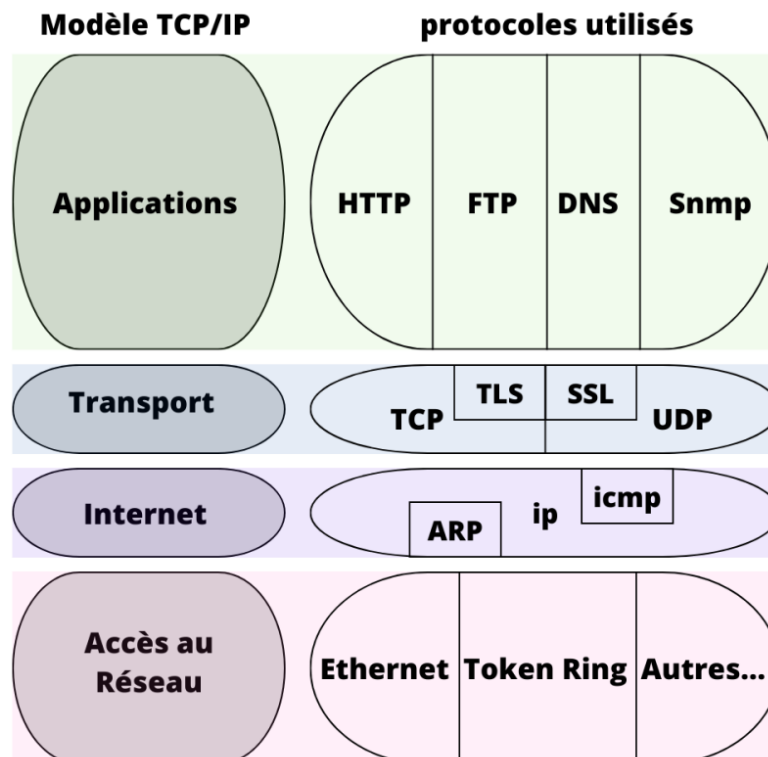 Modèle TCP/IP
protocoles utilisés
Applications
HTTP
FTP
DNS
Snmp
Transport
TCP
TLS
SSL
UDP
Internet
ARP
ip
icmp
Accès au
Réseau
Ethernet
Token Ring
Autres...